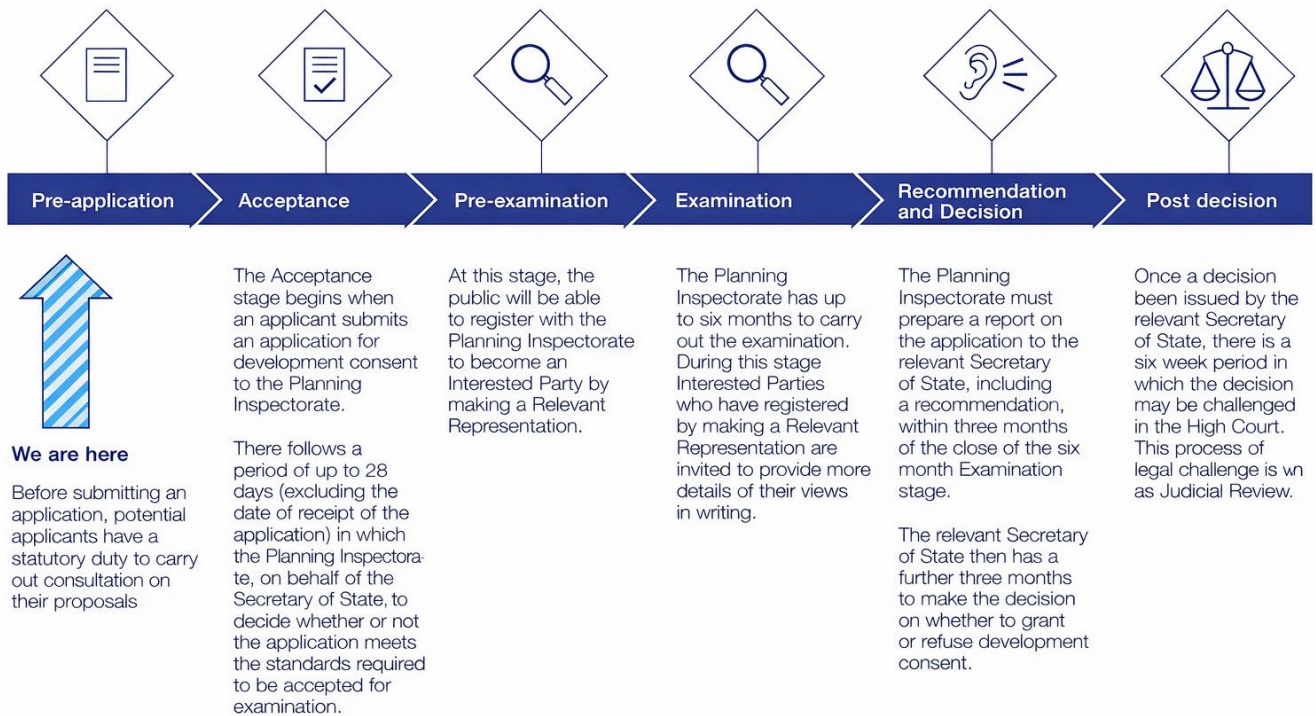 Pre-application
Acceptance
Pre-examination
Examination
Recommendation
and Decision
Post decision
We are here
Before submitting an
application, potential
applicants have a
statutory duty to carry
out consultation on
their proposals
The Acceptance
stage begins when
an applicant submits
an application for
development consent
to the Planning
Inspectorate.
There follows a
period of up to 28
days (excluding the
date of receipt of the
application) in which
the Planning Inspectora-
te, on behalf of the
Secretary of State, to
decide whether or not
the application meets
the standards required
to be accepted for
examination.
At this stage, the
public will be able
to register with the
Planning Inspectorate
to become an
Interested Party by
making a Relevant
Representation.
The Planning
Inspectorate has up
to six months to carry
out the examination.
During this stage
Interested Parties
who have registered
by making a Relevant
Representation are
invited to provide more
details of their views
in writing.
The Planning
Inspectorate must
prepare a report on
the application to the
relevant Secretary
of State, including
a recommendation,
within three months
of the close of the six
month Examination
stage.
The relevant Secretary
of State then has a
further three months
to make the decision
on whether to grant
or refuse development
consent.
Once a decision
been issued by the
relevant Secretary
of State, there is a
six week period in
which the decision
may be challenged
in the High Court.
This process of
legal challenge is wn
as Judicial Review.